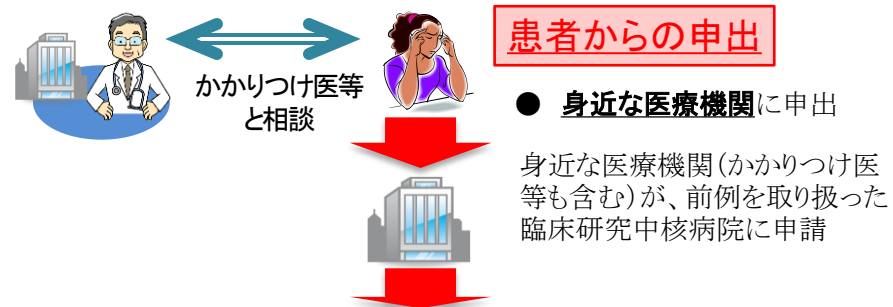 患者からの申出
かかりつけ医等
と相談
● 身近な医療機関に申出
身近な医療機関(かかりつけ医
等も含む)が、前例を取り扱った
臨床研究中核病院に申請